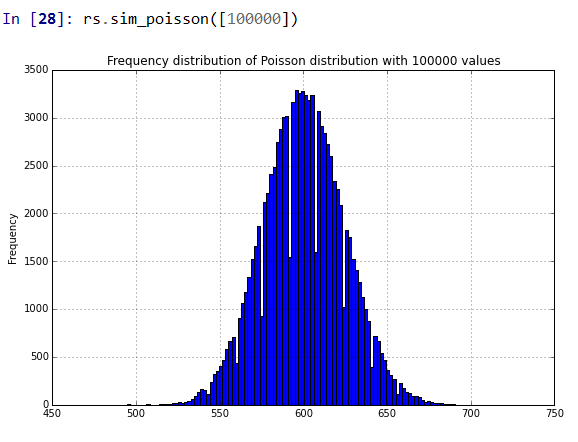 In [28]: rs.sim_poisson([100000])
Frequency distribution of Poisson distribution with 100000 values
3500
3000
2500
2000
1500
1000
500
0
Frequency
450 500 550 600 650 700 750